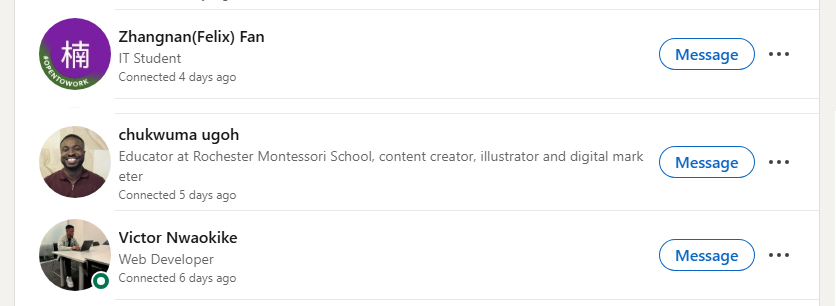 Zhangnan(Felix) Fan
楠
#OPENTOWORK
IT Student
Message
Connected 4 days ago
chukwuma ugoh
Educator at Rochester Montessori School, content creator, illustrator and digital mark
eter
Message
Connected 5 days ago
Victor Nwaokike
Web Developer
Message
Connected 6 days ago